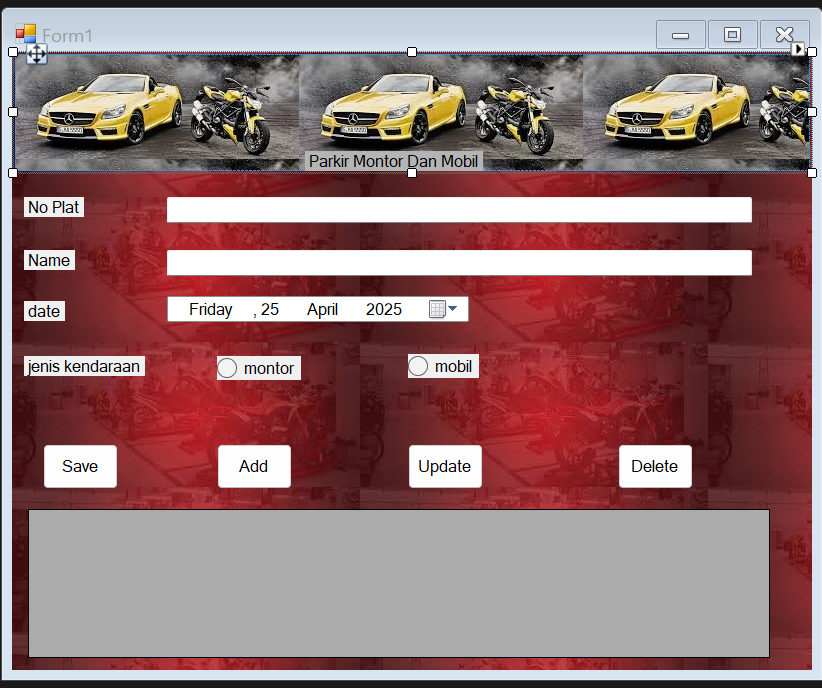 Form1
Parkir Montor Dan Mobil
No Plat
Name
date
Friday , 25 April 2025
jenis kendaraan
montor
mobil
Save
Add
Update
Delete